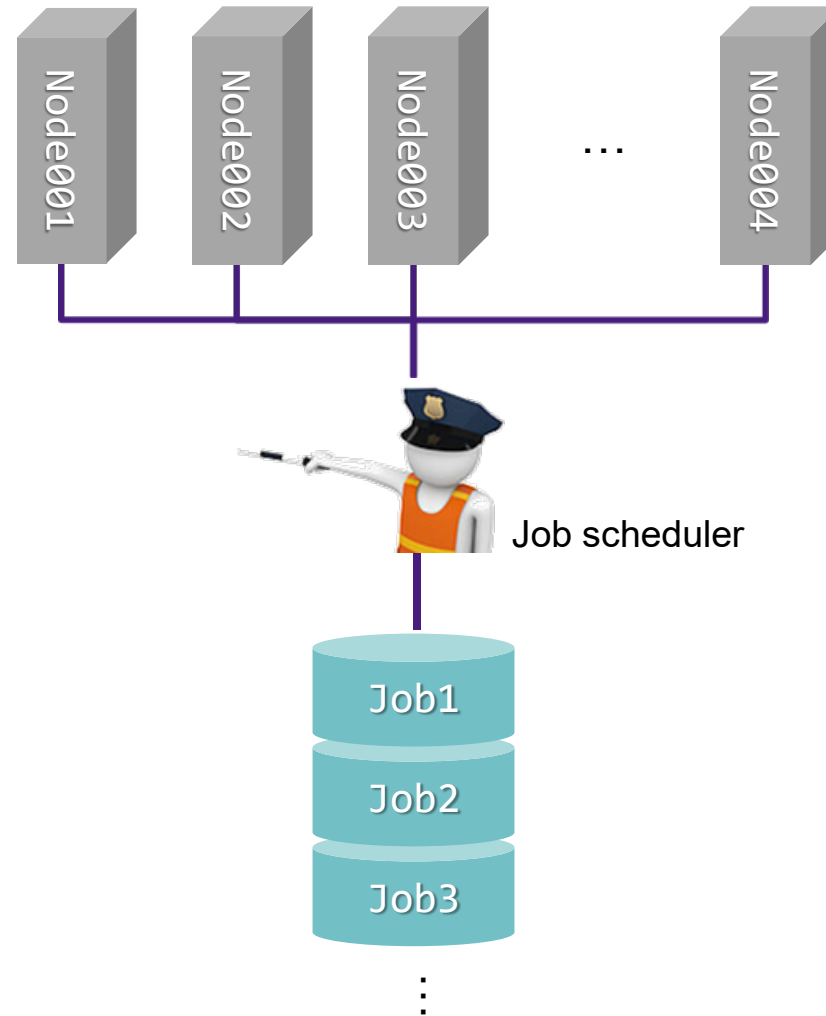 Node001
Node002
Node003
...
Node004
Job scheduler
Job1
Job2
Job3
...